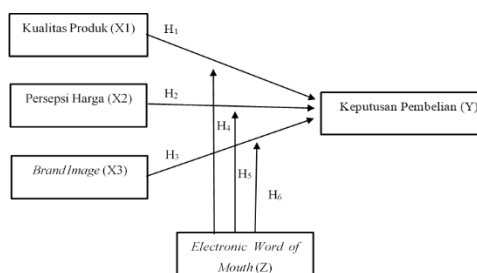 Kualitas Produk (X1)
H1
Persepsi Harga (X2)
H2
Keputusan Pembelian (Y)
H4
Brand Image (X3)
H3
H5
H6
Electronic Word of
Mouth (Z)